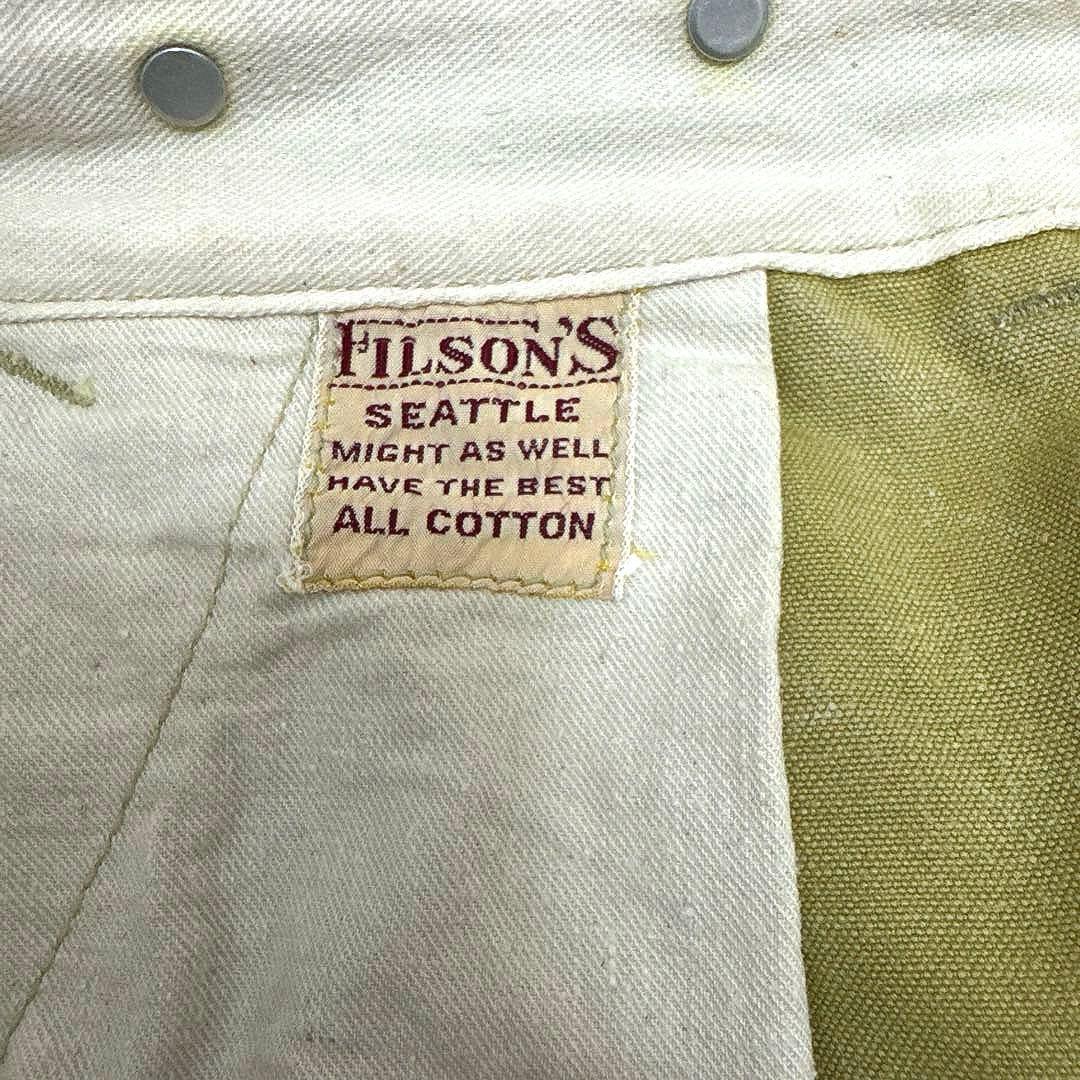 FILSON'S
SEATTLE
MIGHT AS WELL
HAVE THE BEST
ALL COTTON